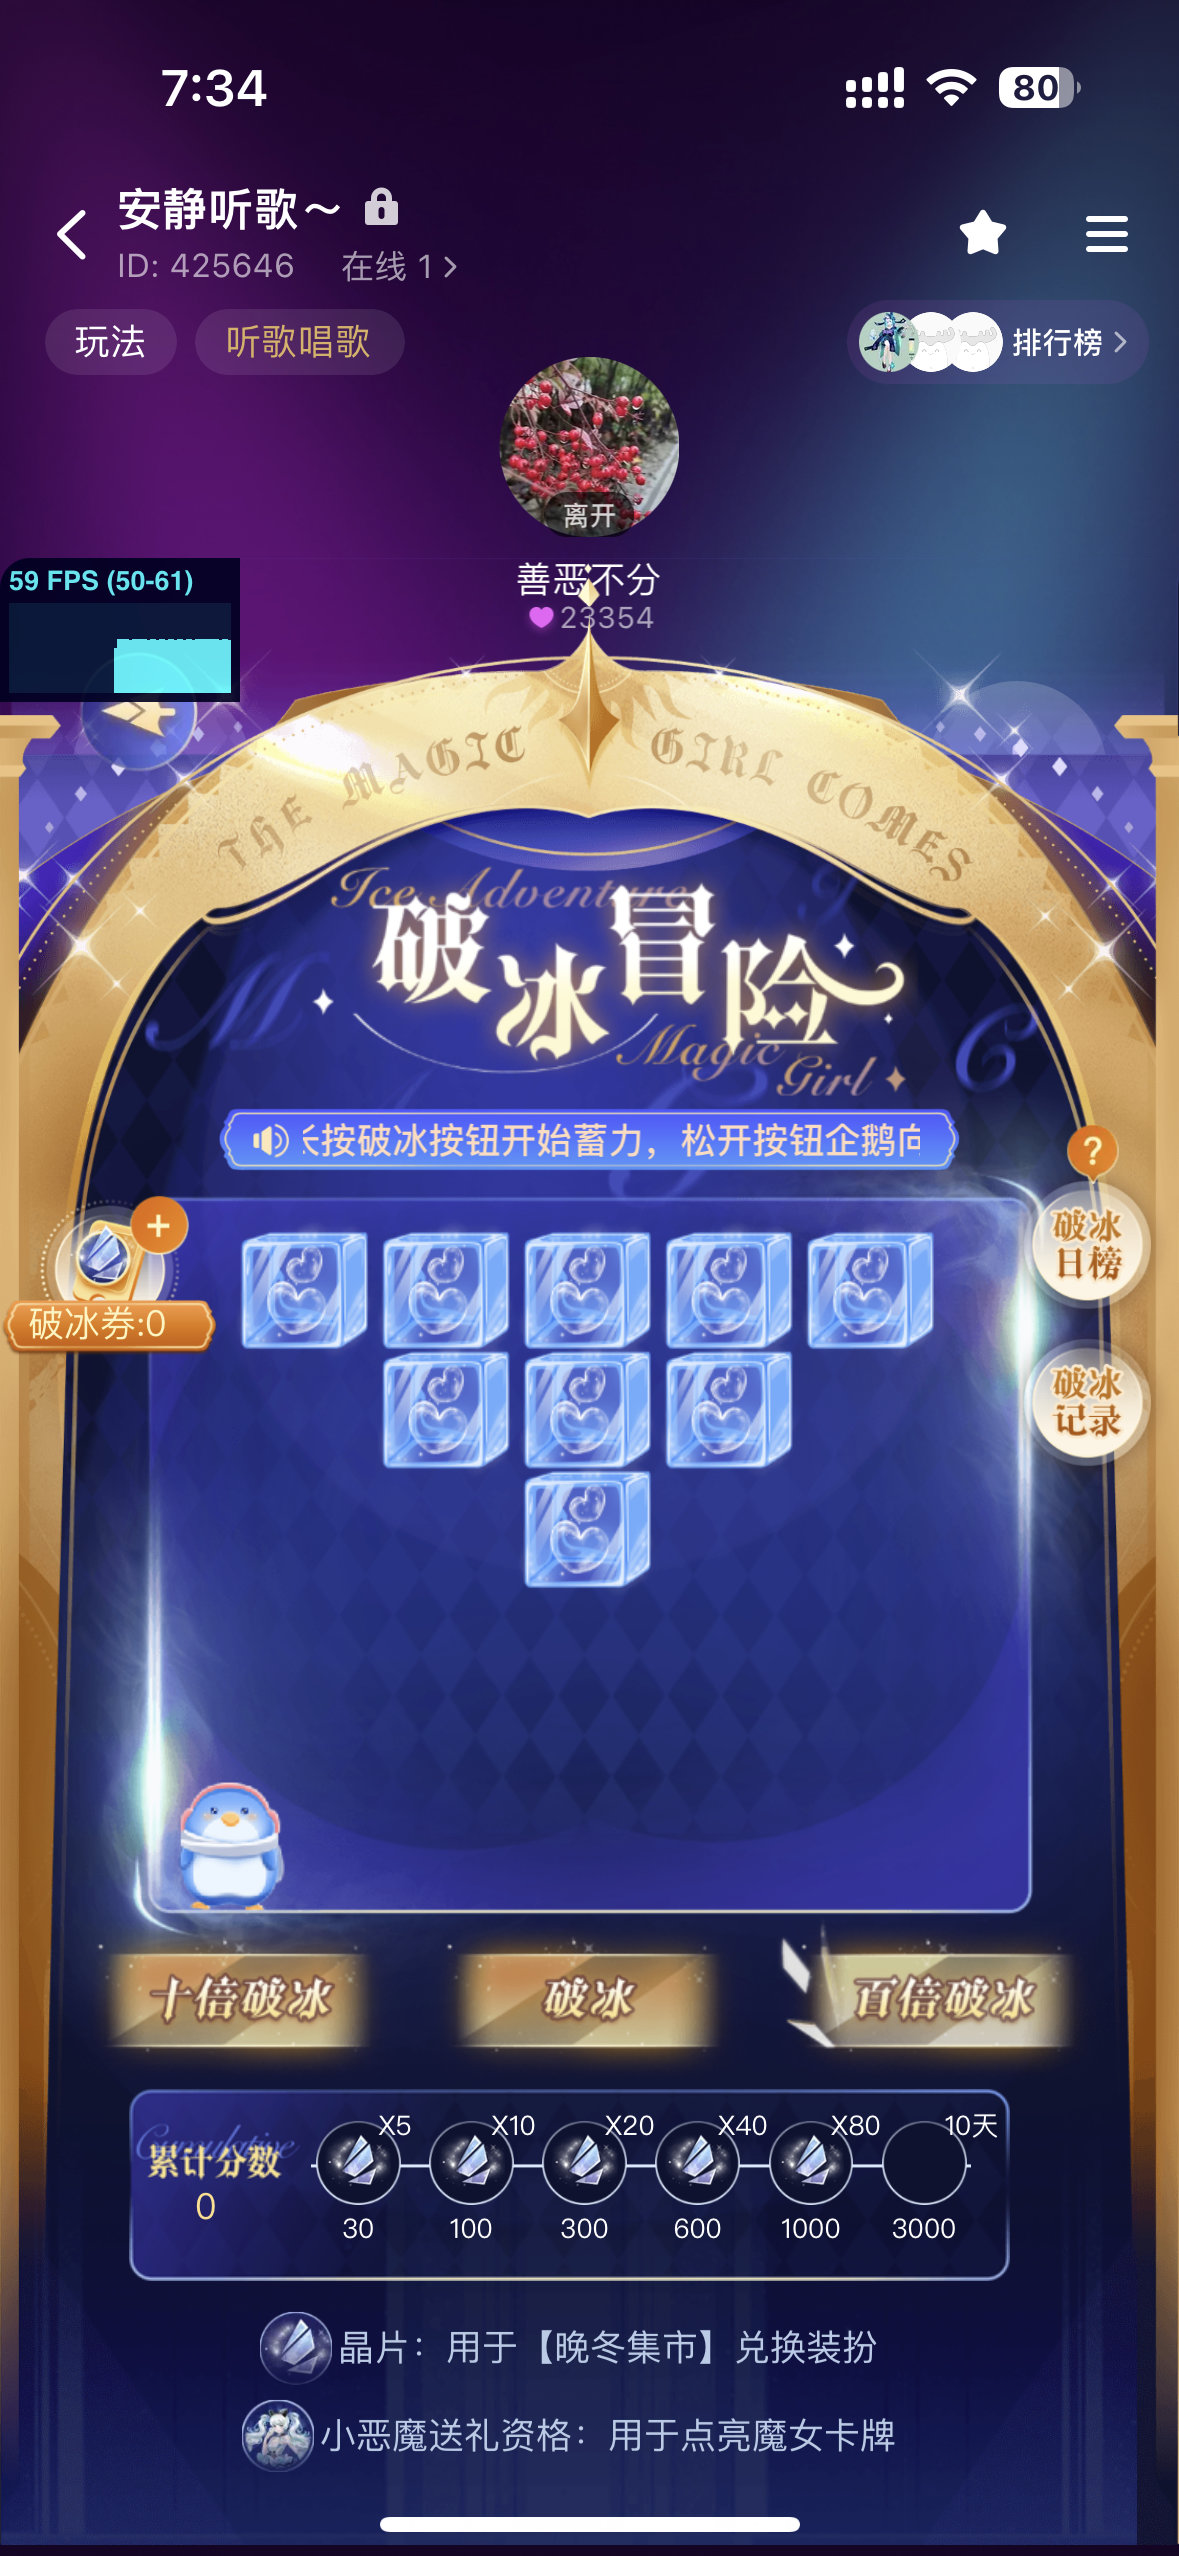 7:34
80
安静听歌～
ID: 425646 在线 1
玩法
听歌唱歌
排行榜
离开
59 FPS (50-61)
善恶不分
23354
THE MAGIC GIRL COMES
Ice Adventure
破冰冒险
Magic Girl
按破冰按钮开始蓄力，松开按钮企鹅向
?
破冰
日榜
+
破冰券:0
破冰
记录
十倍破冰
破冰
百倍破冰
X5 X10 X20 X40 X80 10天
Cumulative
累计分数
0
30 100 300 600 1000 3000
晶片：用于【晚冬集市】兑换装扮
小恶魔送礼资格：用于点亮魔女卡牌